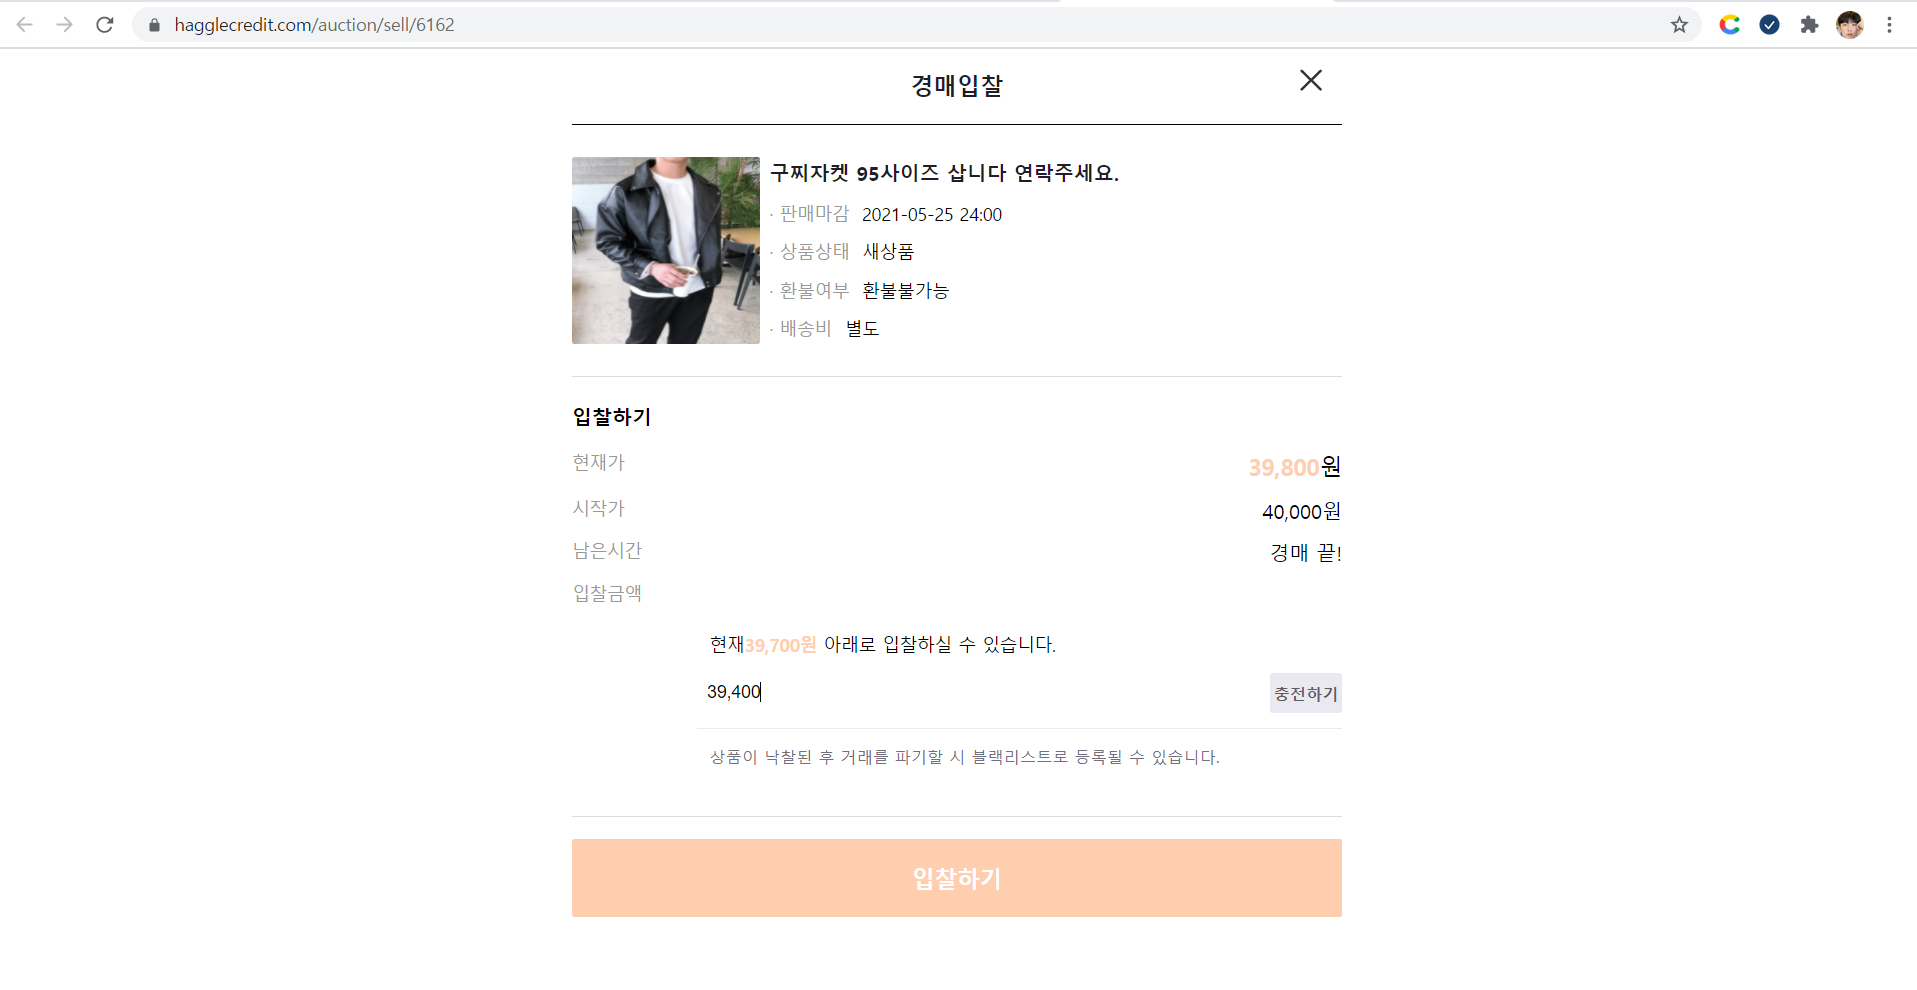 hagglecredit.com/auction/sell/6162
경매입찰
구찌자켓 95사이즈 삽니다 연락주세요.
· 판매마감 2021-05-25 24:00
· 상품상태 새상품
· 환불여부 환불불가능
· 배송비 별도
입찰하기
현재가 39,800원
시작가 40,000원
남은시간 경매 끝!
입찰금액
현재39,700원 아래로 입찰하실 수 있습니다.
39,400 충전하기
상품이 낙찰된 후 거래를 파기할 시 블랙리스트로 등록될 수 있습니다.
입찰하기